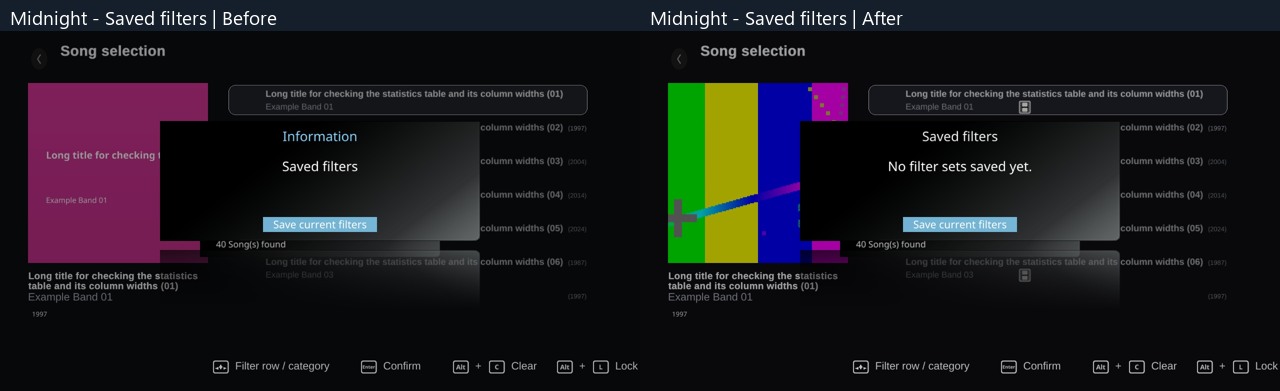 Midnight - Saved filters | Before
Song selection
Long title for checking the statistics table and its column widths (01)
Example Band 01
column widths (02) (1997)
Long title for checking t
column widths (03) (2004)
Example Band 01
column widths (04) (2014)
column widths (05) (2024)
Information
Saved filters
Save current filters
40 Song(s) found
Long title for checking the statistics table and its column widths (06) (1967)
Example Band 03
Long title for checking the statistics
table and its column widths (01)
Example Band 01
(1997)
1997
Filter row / category
Enter Confirm
Alt + C Clear
Alt + L Lock
Midnight - Saved filters | After
Song selection
Long title for checking the statistics table and its column widths (01)
Example Band 01
column widths (02) (1997)
column widths (03) (2004)
column widths (04) (2014)
column widths (05) (2024)
Saved filters
No filter sets saved yet.
Save current filters
40 Song(s) found
Long title for checking the statistics table and its column widths (06) (1967)
Example Band 03
Long title for checking the statistics
table and its column widths (01)
Example Band 01
(1997)
1997
Filter row / category
Enter Confirm
Alt + C Clear
Alt + L Lock